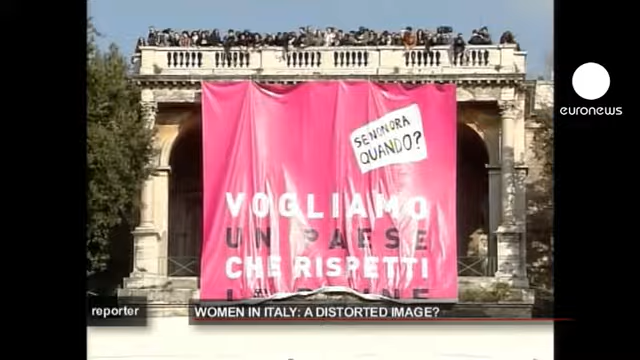 SE NON ORA
QUANDO?
VOGLIAMO
UN PAESE
CHE RISPETTI
euronews
reporter
WOMEN IN ITALY: A DISTORTED IMAGE?